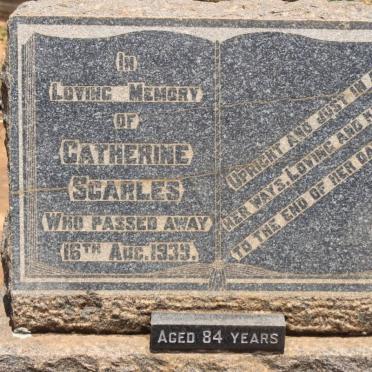 IN
LOVING MEMORY
OF
CATHERINE
SCARLES
WHO PASSED AWAY
16TH AUG. 1939.
UPRIGHT AND JUST IN
HER WAYS, LOVING AND
TO THE END OF HER
AGED 84 YEARS